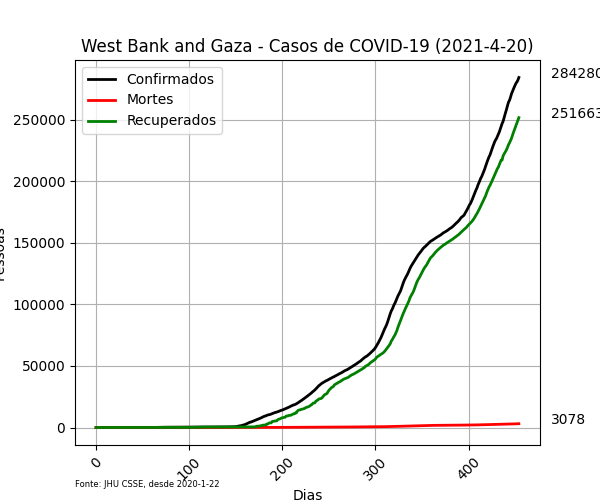 West Bank and Gaza - Casos de COVID-19 (2021-4-20)
Confirmados
Mortes
Recuperados
284280
251663
3078
250000
200000
150000
100000
50000
0
0 100 200 300 400
Fonte: JHU CSSE, desde 2020-1-22
Dias